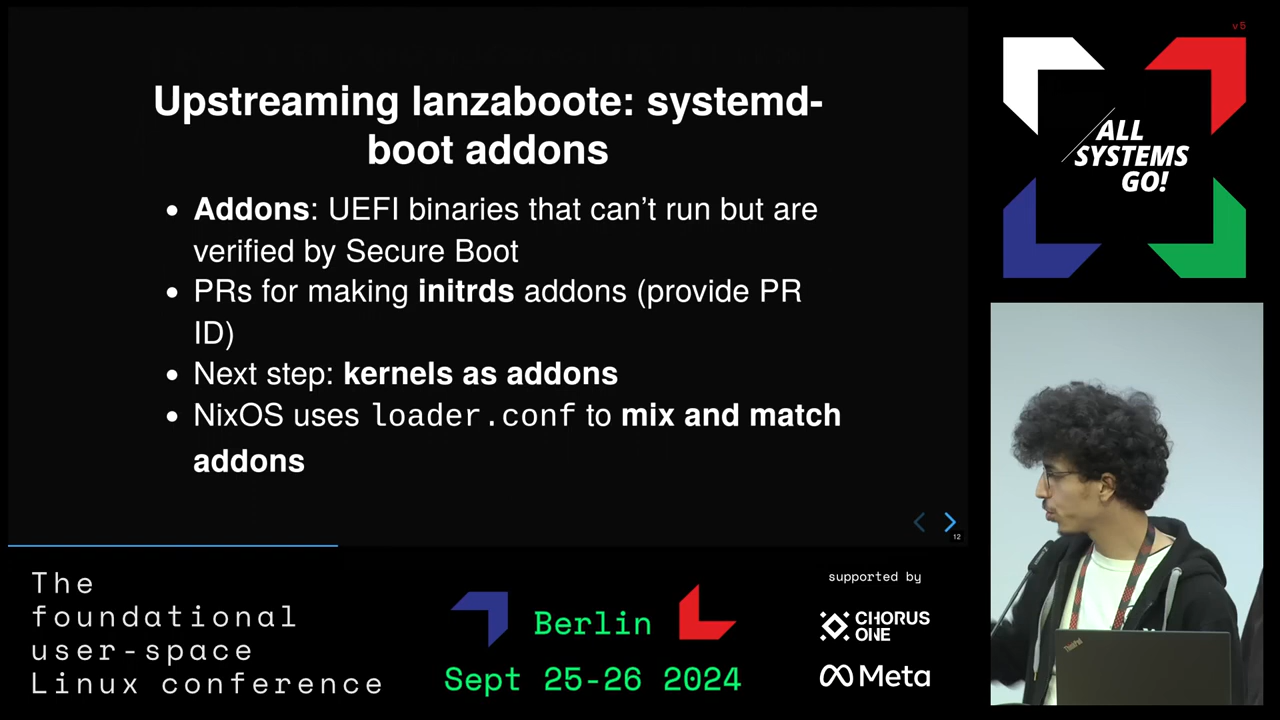 Upstreaming lanzaboote: systemd-
boot addons
Addons: UEFI binaries that can't run but are
verified by Secure Boot
PRs for making initrds addons (provide PR
ID)
Next step: kernels as addons
NixOS uses loader.conf to mix and match
addons
12
v5
ALL
SYSTEMS
GO!
ThinkPad
The
foundational
user-space
Linux conference
Berlin
Sept 25-26 2024
supported by
CHORUS
ONE
Meta